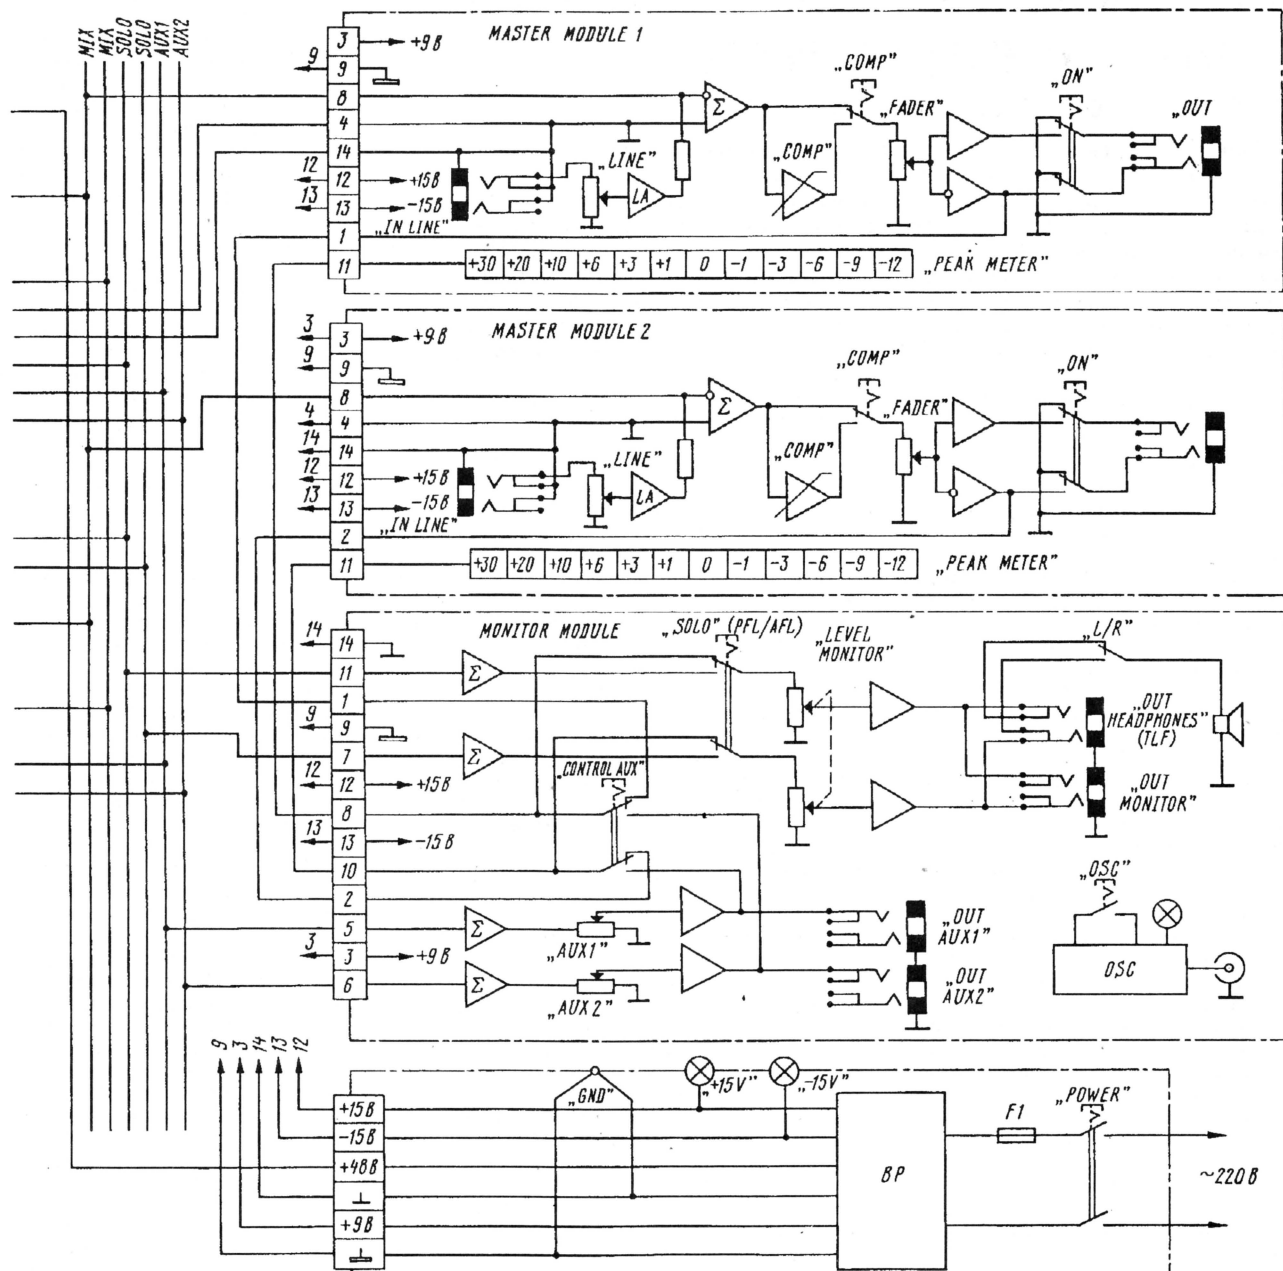 MIX
MIX
SOLO
SOLO
AUX1
AUX2
MASTER MODULE 1
3
+9В
9
9
8
4
14
12
12
+15В
13
13
-15В
1
11
„IN LINE"
„LINE"
LA
Σ
„COMP"
„COMP"
„FADER"
„ON"
„OUT
+30
+20
+10
+6
+3
+1
0
-1
-3
-6
-9
-12
„PEAK METER"
MASTER MODULE 2
3
3
+9В
9
9
8
4
4
14
14
12
12
+15В
13
13
-15В
2
11
„IN LINE"
„LINE"
LA
Σ
„COMP"
„COMP"
„FADER"
„ON"
+30
+20
+10
+6
+3
+1
0
-1
-3
-6
-9
-12
„PEAK METER"
MONITOR MODULE
14
14
11
1
9
9
7
12
12
+15В
8
13
13
-15В
10
2
5
3
3
+9В
6
Σ
Σ
Σ
Σ
„SOLO" (PFL/AFL)
„LEVEL
MONITOR"
„L/R"
„CONTROL AUX"
„OUT
HEADPHONES"
(TLF)
„OUT
MONITOR"
„AUX1"
„AUX2"
„OUT
AUX1"
„OUT
AUX2"
„OSC"
OSC
9
3
14
13
12
+15В
-15В
+48В
⊥
+9В
„GND"
„+15V"
„-15V"
БР
F1
„POWER"
~220В